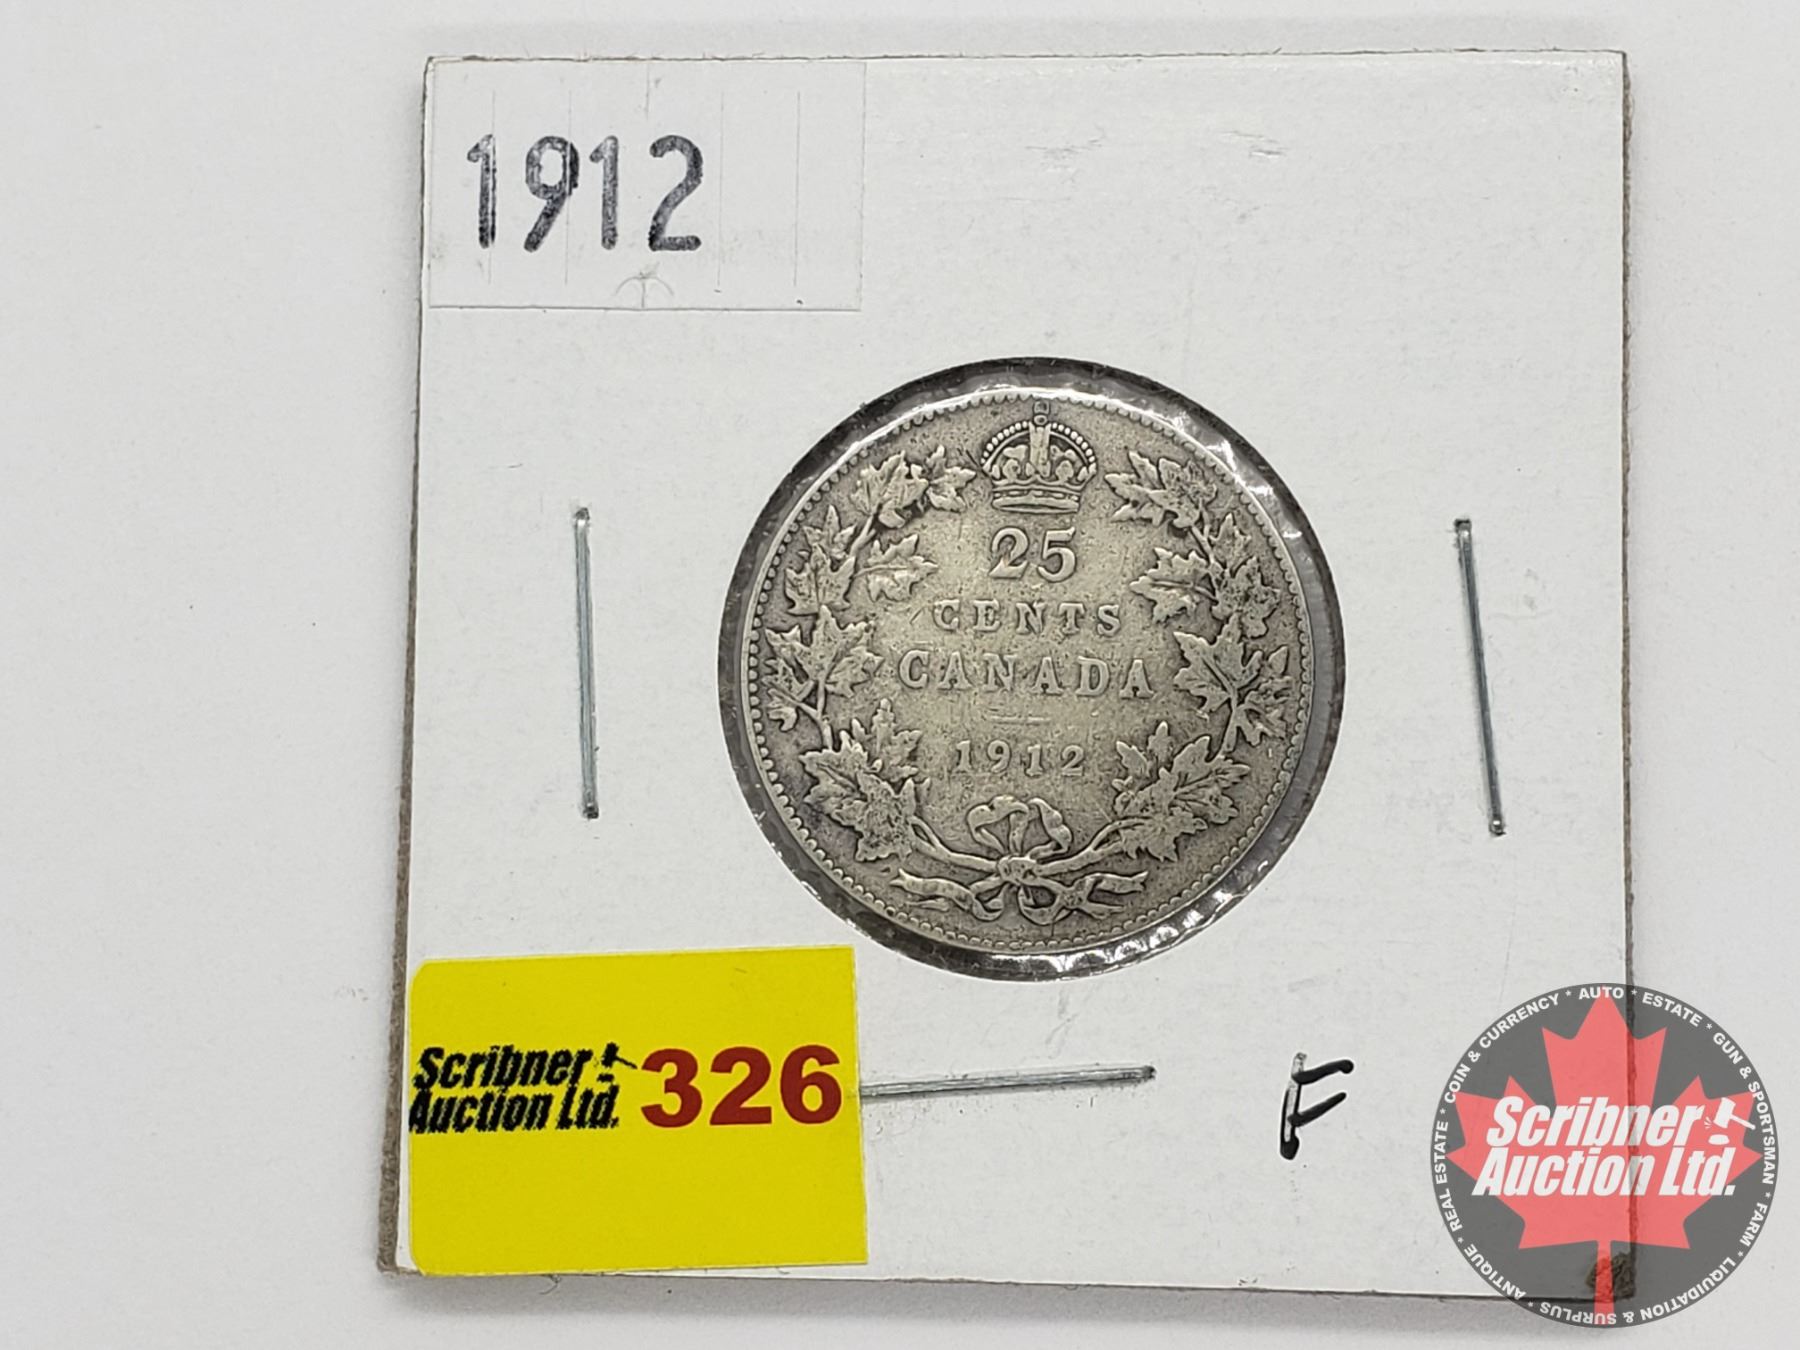 1912
25
CENTS
CANADA
1912
Scribner
Auction Ltd.
326
F
REAL ESTATE * COIN & CURRENCY * AUTO * ESTATE * GUN & SPORTSMAN * FARM * LIQUIDATION & SURPLUS * ANTIQUE *
Scribner
Auction Ltd.